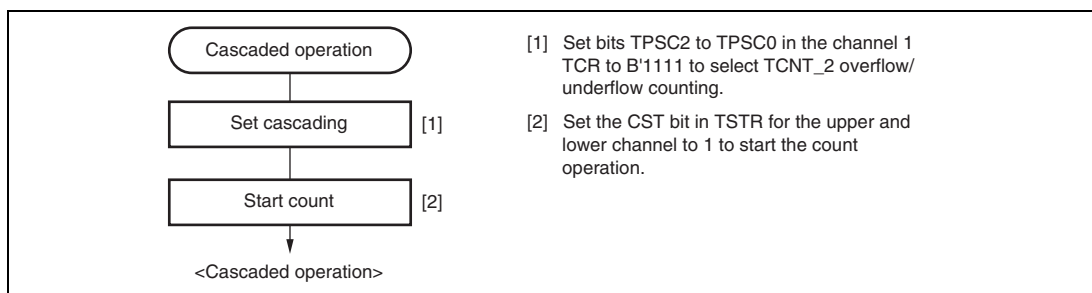 Cascaded operation
Set cascading
[1]
Start count
[2]
<Cascaded operation>
[1] Set bits TPSC2 to TPSC0 in the channel 1
TCR to B'1111 to select TCNT_2 overflow/
underflow counting.
[2] Set the CST bit in TSTR for the upper and
lower channel to 1 to start the count
operation.